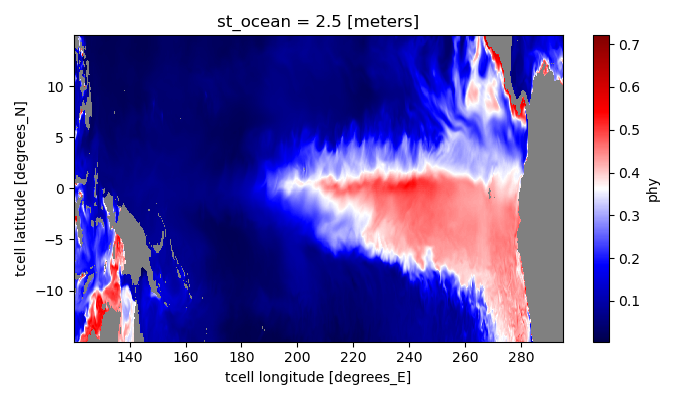 st_ocean = 2.5 [meters]
10
5
0
−5
−10
tcell latitude [degrees_N]
140 160 180 200 220 240 260 280
tcell longitude [degrees_E]
0.7
0.6
0.5
0.4
0.3
0.2
0.1
phy